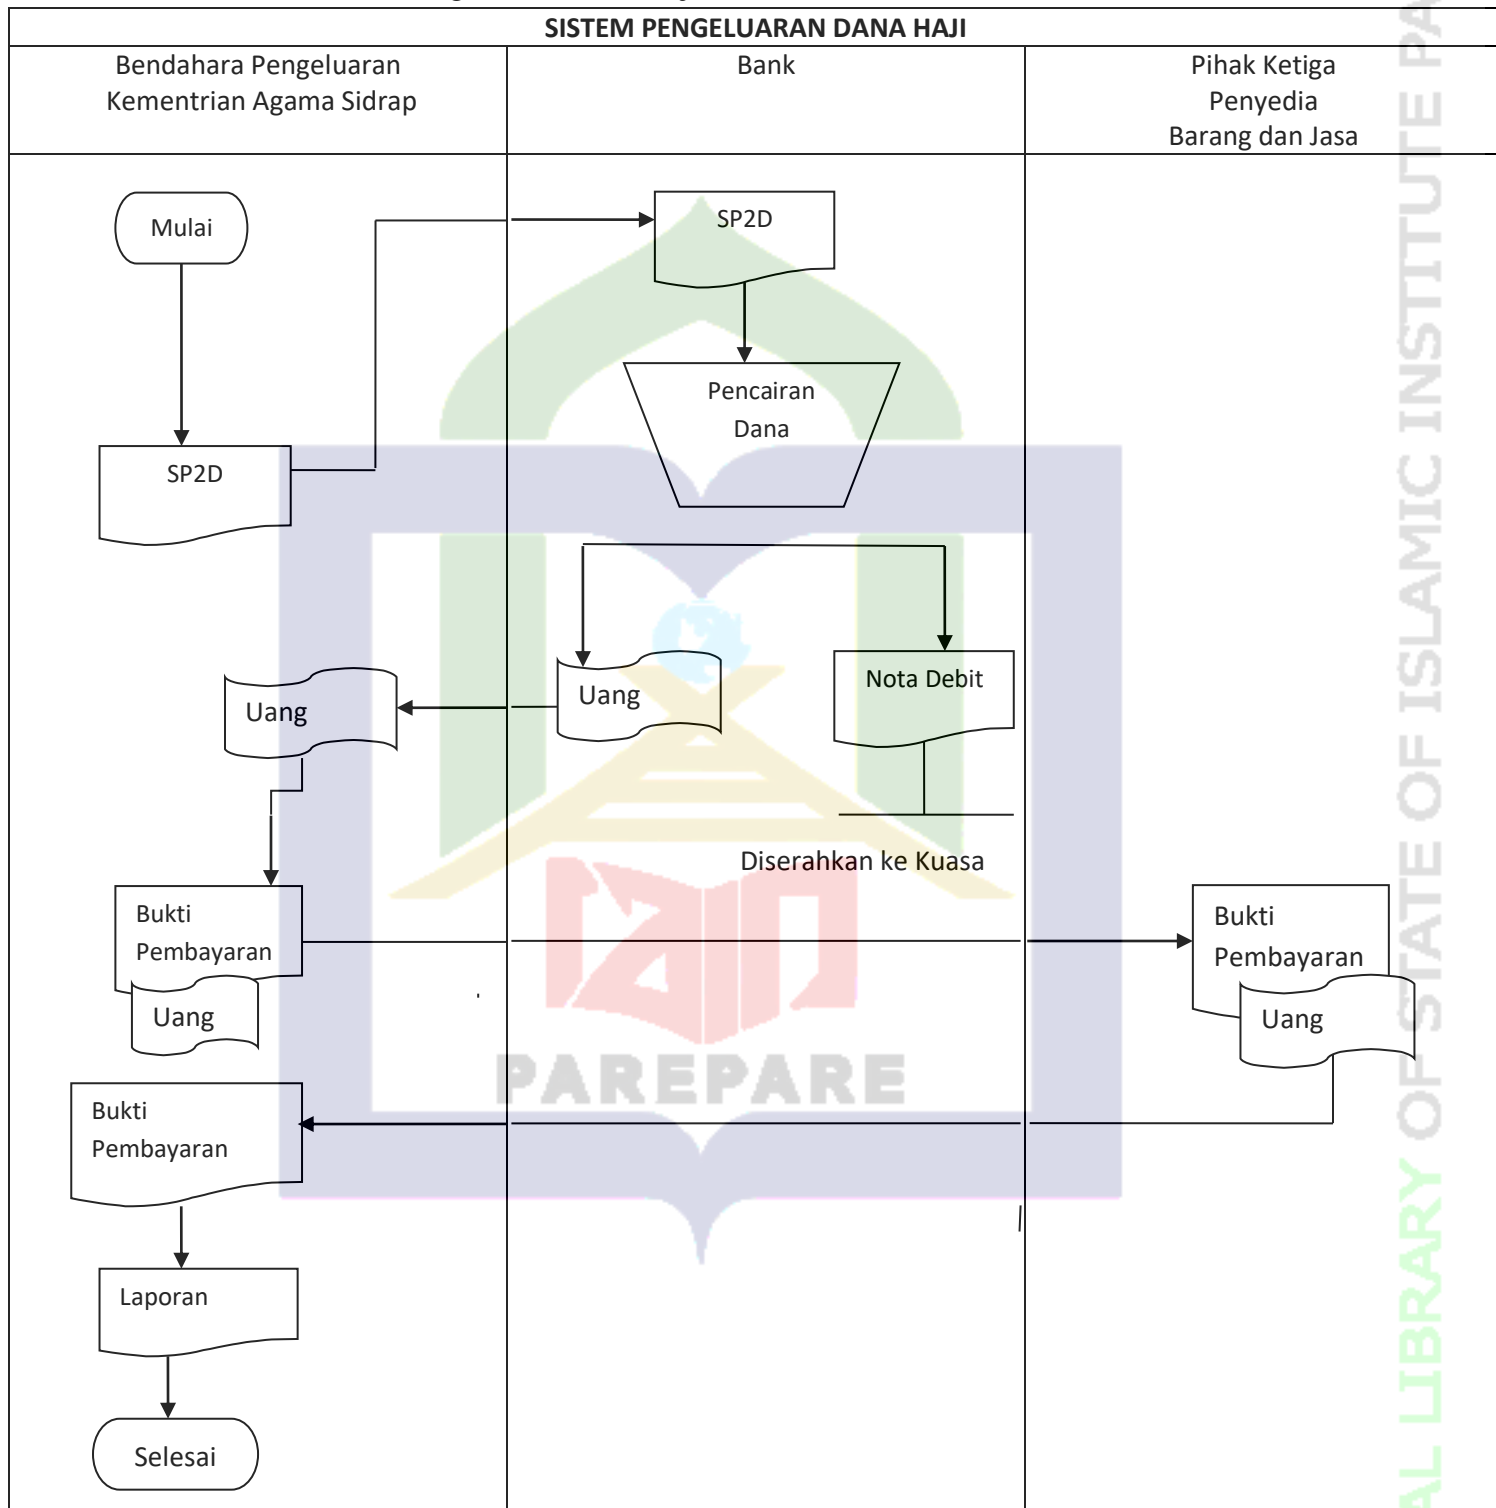 SISTEM PENGELUARAN DANA HAJI
Bendahara Pengeluaran
Kementrian Agama Sidrap
Bank
Pihak Ketiga
Penyedia
Barang dan Jasa
Mulai
SP2D
SP2D
Pencairan
Dana
Uang
Uang
Nota Debit
Diserahkan ke Kuasa
Bukti
Pembayaran
Uang
Bukti
Pembayaran
Uang
PAREPARE
Bukti
Pembayaran
Laporan
Selesai
LIBRARY OF STATE OF ISLAMIC INSTITUTE